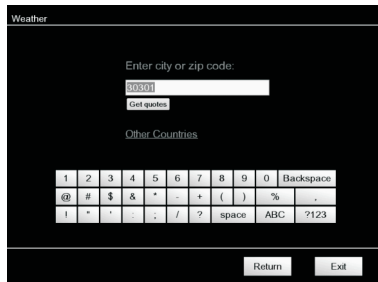 Weather
Enter city or zip code:
30301
Get quotes
Other Countries
1 2 3 4 5 6 7 8 9 0 Backspace
@ # $ & * - + ( ) % ,
! " ' : ; / ? space ABC ?123
Return Exit